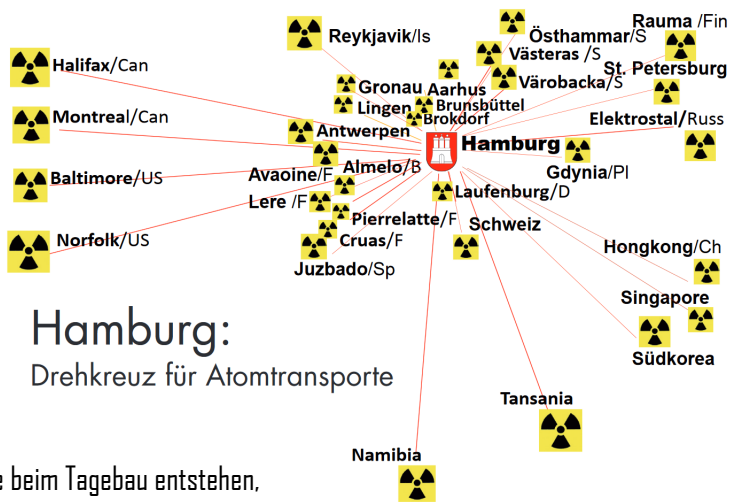 Reykjavik/Is
Östhammar/S
Rauma /Fin
Halifax/Can
Västeras /S
St. Petersburg
Gronau
Aarhus
Värobacka/S
Lingen
Brunsbüttel
Montreal/Can
Brokdorf
Elektrostal/Russ
Antwerpen
Hamburg
Avaoine/F
Almelo/B
Gdynia/Pl
Baltimore/US
Laufenburg/D
Lere /F
Pierrelatte/F
Schweiz
Norfolk/US
Cruas/F
Hongkong/Ch
Juzbado/Sp
Singapore
Südkorea
Hamburg:
Drehkreuz für Atomtransporte
Tansania
Namibia
beim Tagebau entstehen,